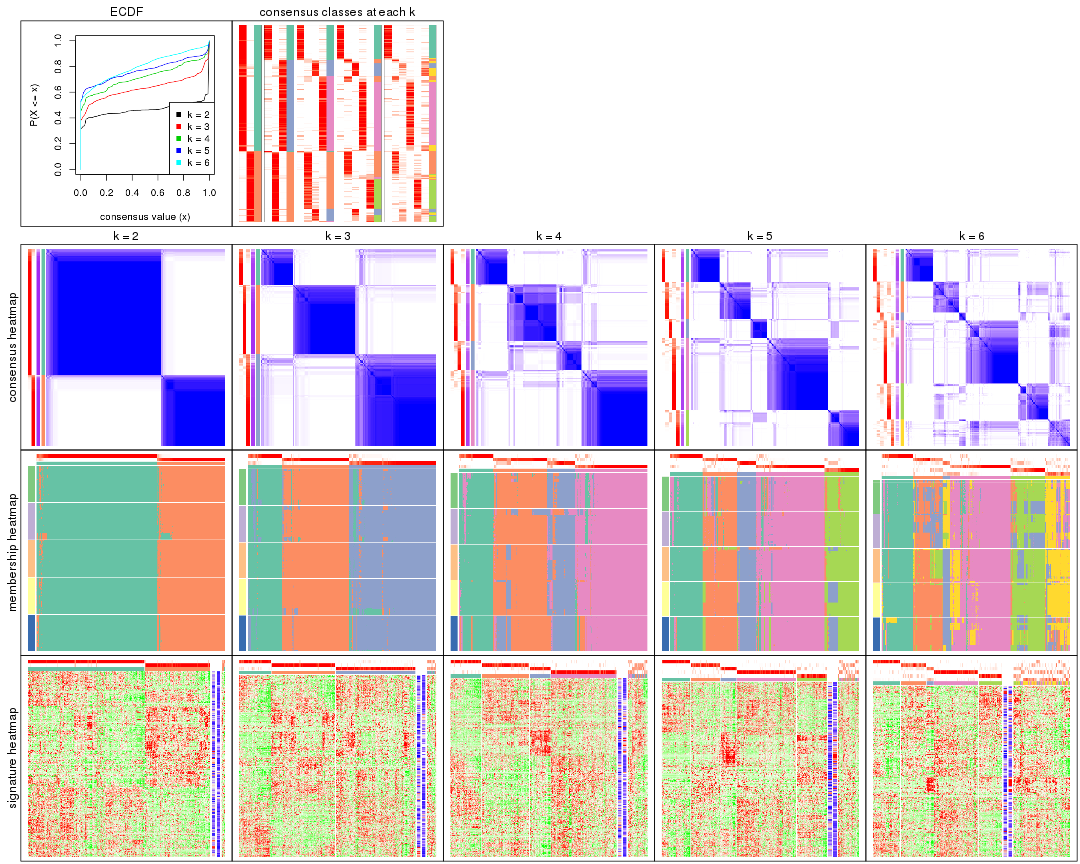 ECDF
consensus classes at each k
P(X <= x)
0.0 0.2 0.4 0.6 0.8 1.0
k = 2
k = 3
k = 4
k = 5
k = 6
0.0 0.2 0.4 0.6 0.8 1.0
consensus value (x)
k = 2
k = 3
k = 4
k = 5
k = 6
consensus heatmap
membership heatmap
signature heatmap